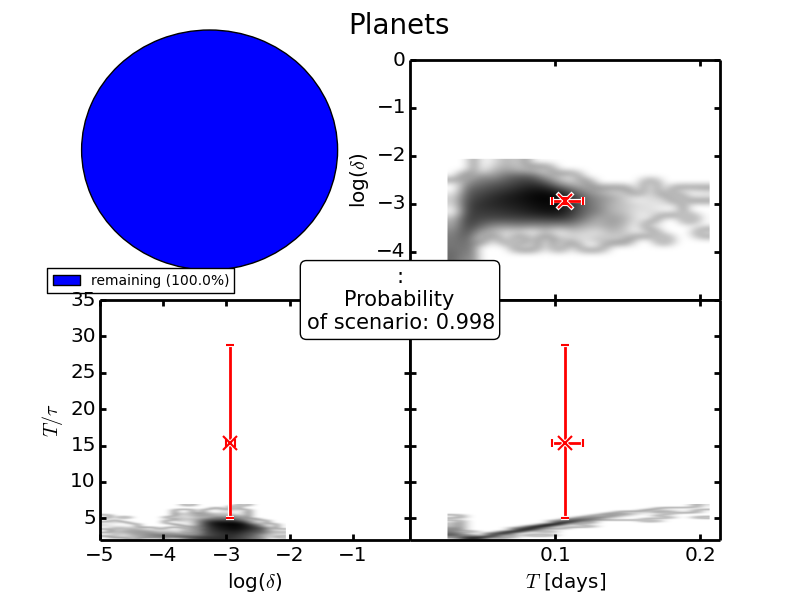 Planets
0
−1
−2
−3
−4
log(δ)
remaining (100.0%)
:
Probability
of scenario: 0.998
35
30
25
20
15
10
5
T/τ
−5
−4
−3
−2
−1
log(δ)
0.1
0.2
T [days]